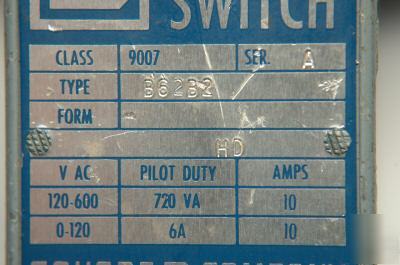 SWITCH
CLASS 9007 SER. A
TYPE B62B2
FORM
HD
V AC PILOT DUTY AMPS
120-600 720 VA 10
0-120 6A 10